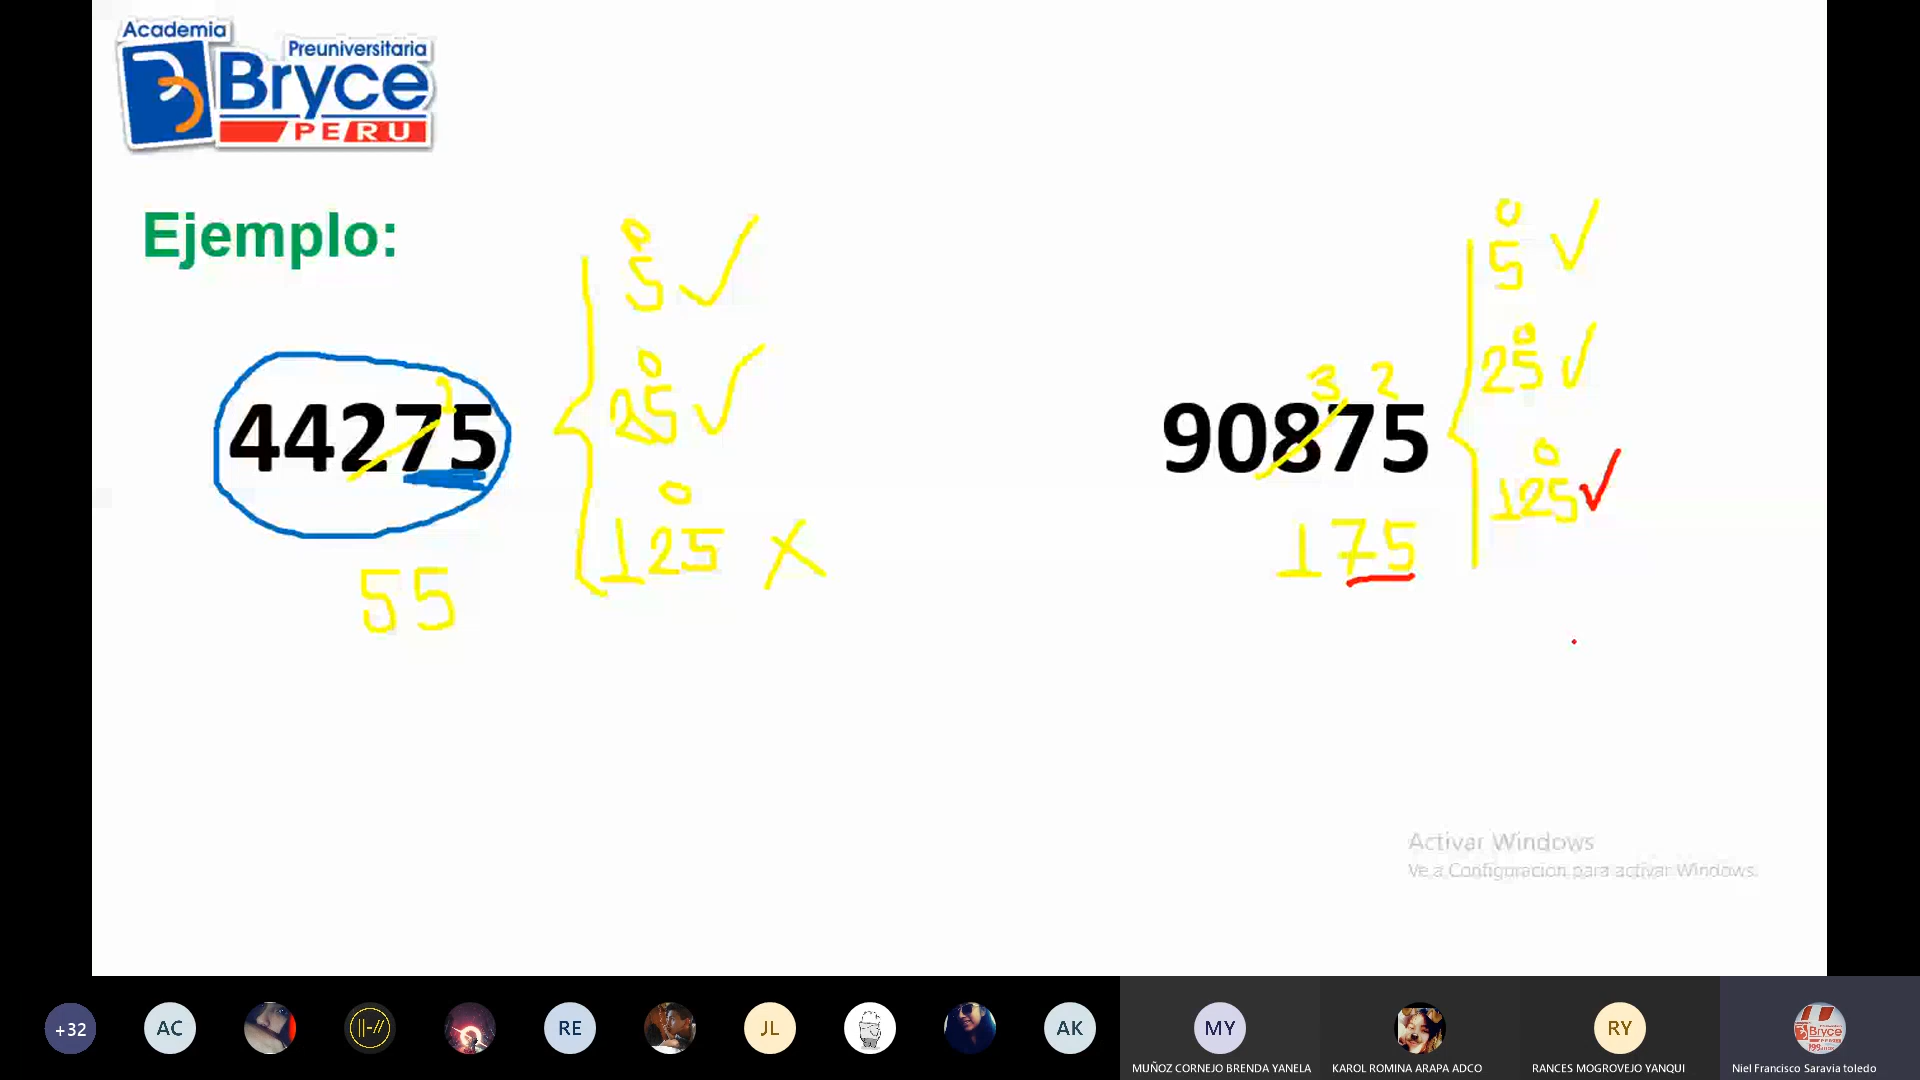 Academia
Preuniversitaria
Bryce
PERU
Ejemplo:
5 ✓
25 ✓
125 X
44275
55
3 2
90875
175
5 ✓
25 ✓
125 ✓
Activar Windows
Ve a Configuración para activar Windows.
+32
AC
RE
JL
AK
MY
RY
MUÑOZ CORNEJO BRENDA YANELA
KAROL ROMINA ARAPA ADCO
RANCES MOGROVEJO YANQUI
Bryce
Niel Francisco Saravia toledo